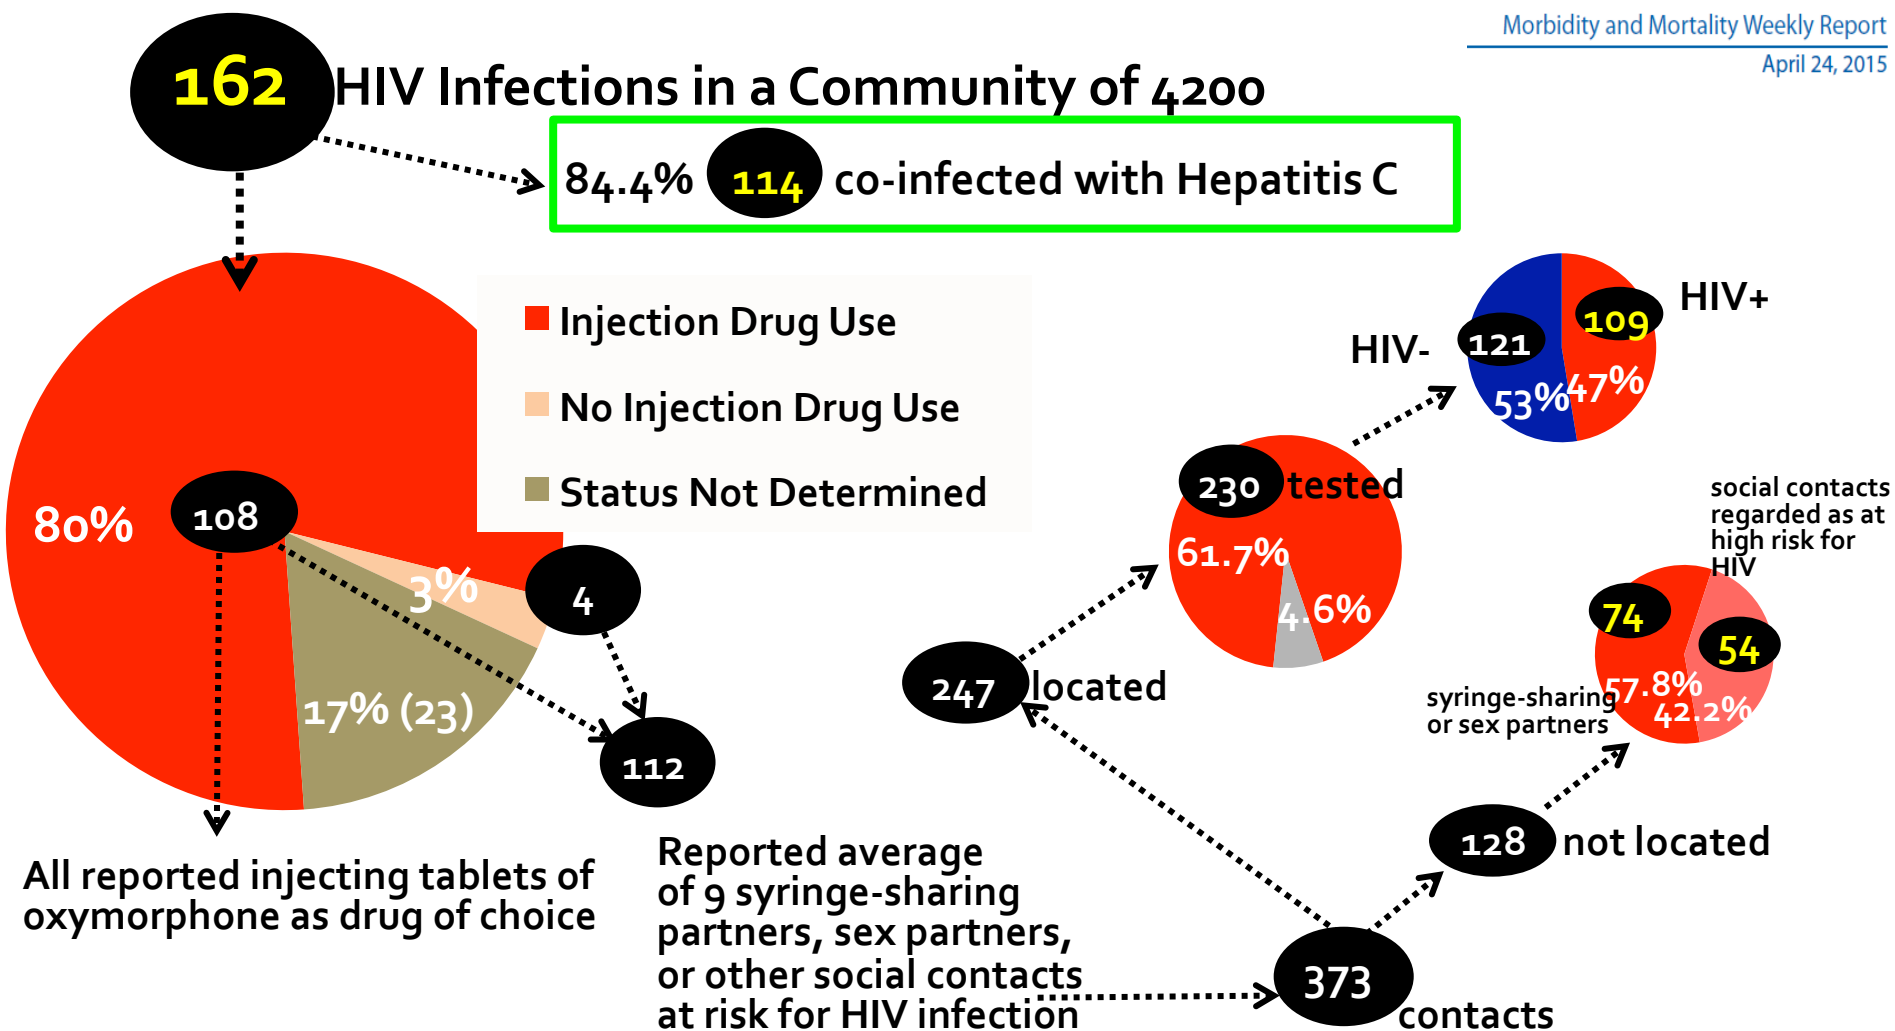 Morbidity and Mortality Weekly Report
April 24, 2015
162 HIV Infections in a Community of 4200
84.4% 114 co-infected with Hepatitis C
Injection Drug Use
No Injection Drug Use
Status Not Determined
80%
108
3%
4
17% (23)
112
All reported injecting tablets of
oxymorphone as drug of choice
Reported average
of 9 syringe-sharing
partners, sex partners,
or other social contacts
at risk for HIV infection
373
contacts
247 located
230 tested
61.7%
4.6%
HIV-
121
53%
HIV+
109
47%
128 not located
syringe-sharing
or sex partners
74
57.8%
social contacts
regarded as at
high risk for
HIV
54
42.2%